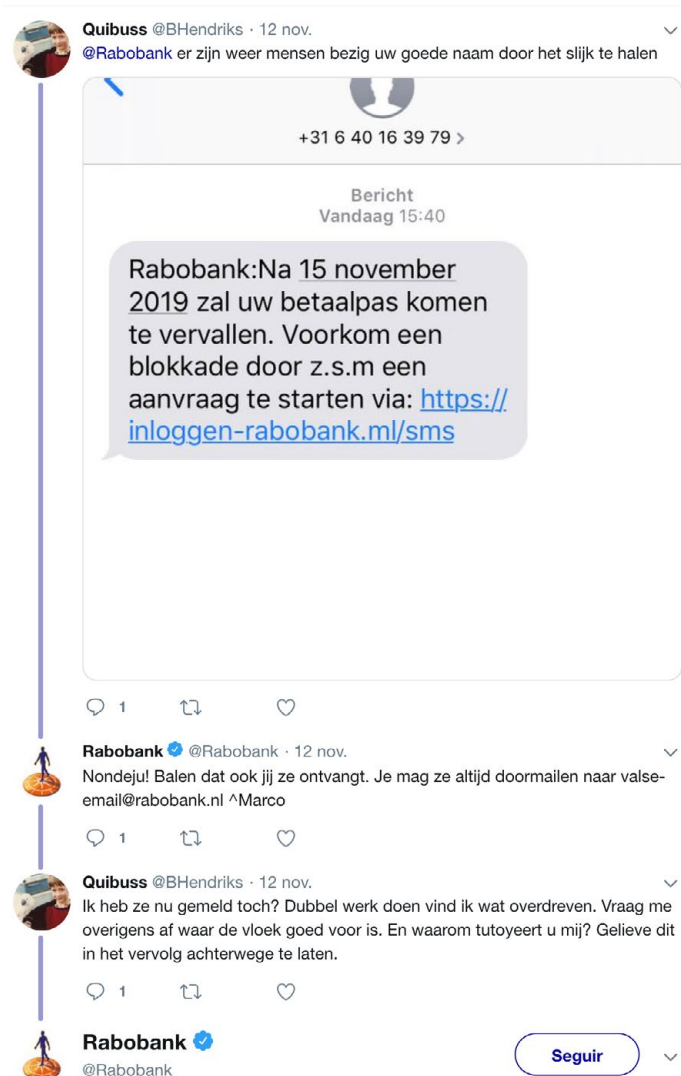 Quibuss @BHendriks · 12 nov.
@Rabobank er zijn weer mensen bezig uw goede naam door het slijk te halen
+31 6 40 16 39 79 >
Bericht
Vandaag 15:40
Rabobank:Na 15 november
2019 zal uw betaalpas komen
te vervallen. Voorkom een
blokkade door z.s.m een
aanvraag te starten via: https://
inloggen-rabobank.ml/sms
1
Rabobank @Rabobank · 12 nov.
Nondeju! Balen dat ook jij ze ontvangt. Je mag ze altijd doormailen naar valse-
email@rabobank.nl ^Marco
1
Quibuss @BHendriks · 12 nov.
Ik heb ze nu gemeld toch? Dubbel werk doen vind ik wat overdreven. Vraag me
overigens af waar de vloek goed voor is. En waarom tutoyeert u mij? Gelieve dit
in het vervolg achterwege te laten.
1
Rabobank
Seguir
@Rabobank